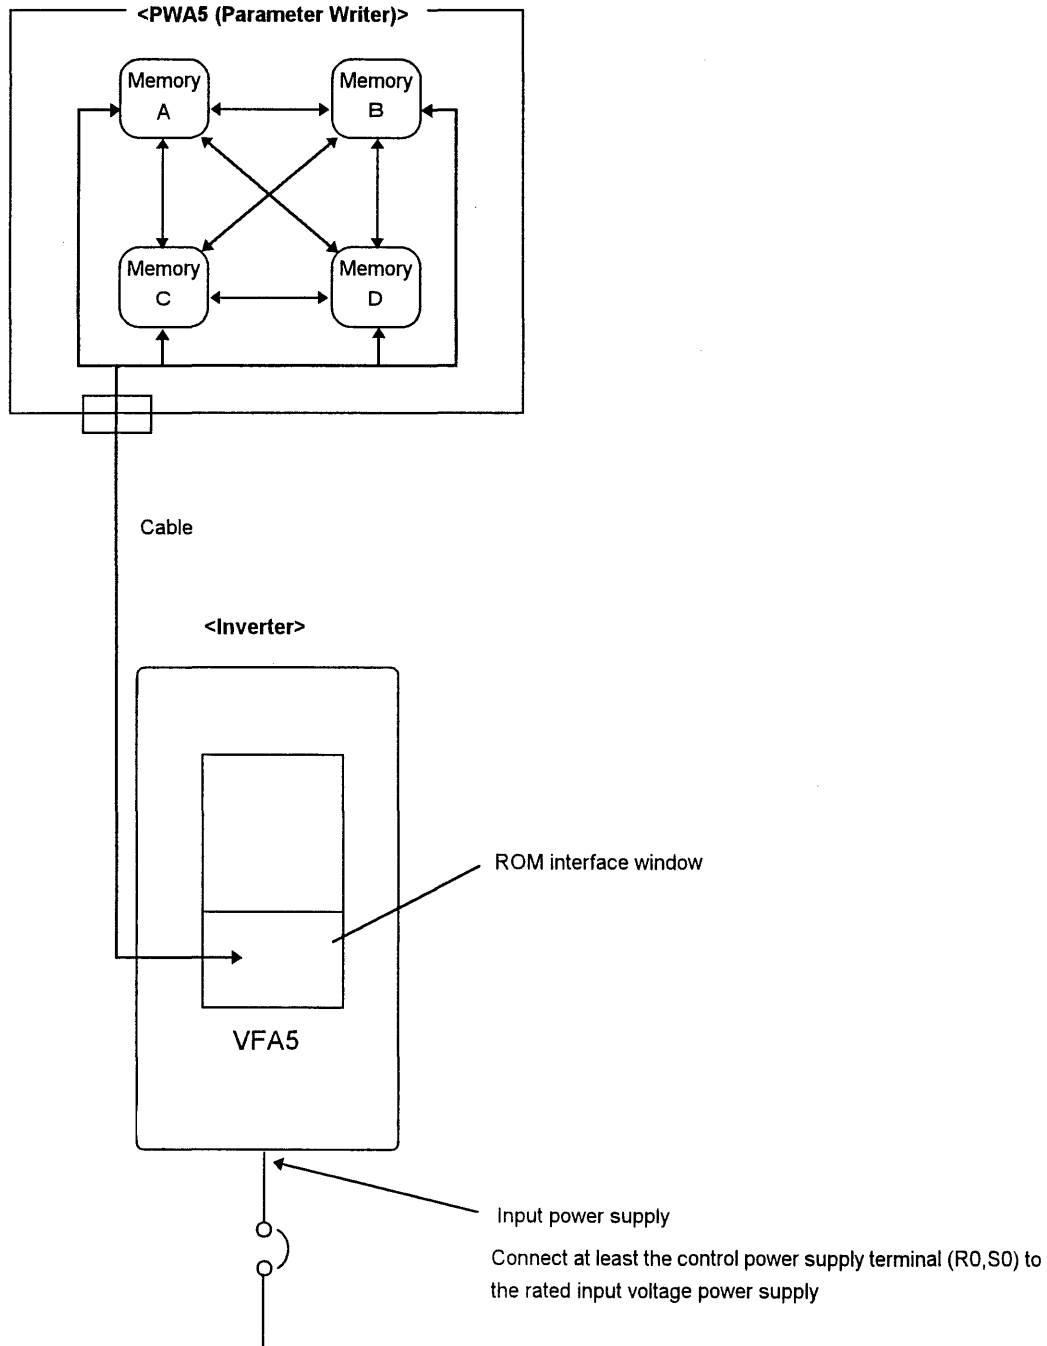 <PWA5 (Parameter Writer)>
Memory
A
Memory
B
Memory
C
Memory
D
Cable
<Inverter>
ROM interface window
VFA5
Input power supply
Connect at least the control power supply terminal (R0,S0) to
the rated input voltage power supply